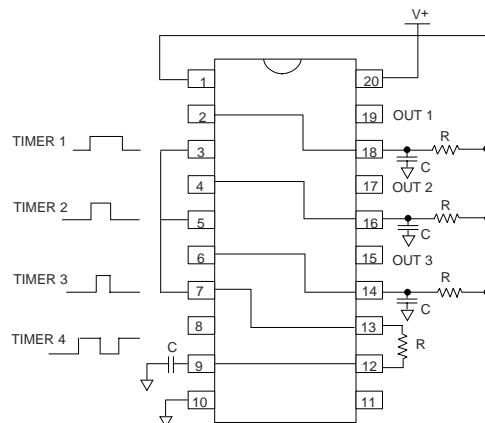 V+
1
20
2
19
OUT 1
TIMER 1
R
3
18
C
4
17
OUT 2
R
TIMER 2
5
16
C
6
15
OUT 3
R
TIMER 3
7
14
C
8
13
TIMER 4
R
C
9
12
10
11